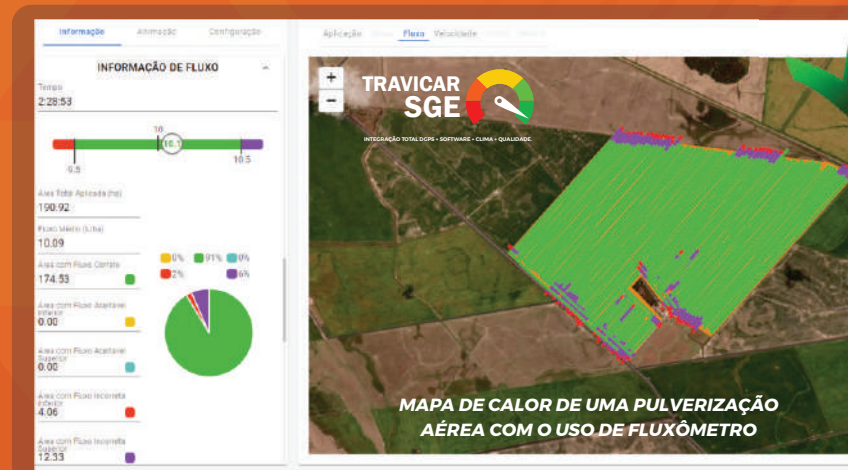 Informação Animação Configuração
INFORMAÇÃO DE FLUXO
Tempo
2:28:53
10
10.1
9.5
10.5
Área Total Aplicada (ha)
190.92
Fluxo Médio (L/ha)
10.09
Área com Fluxo Correto
174.53
Área com Fluxo Aceitável
Inferior
0.00
Área com Fluxo Aceitável
Superior
0.00
Área com Fluxo Incorreto
Inferior
4.06
Área com Fluxo Incorreto
Superior
12.33
0% 91% 0%
2% 6%
Aplicação Fluxo Velocidade
+
−
TRAVICAR
SGE
INTEGRAÇÃO TOTAL DGPS + SOFTWARE + CLIMA + QUALIDADE.
MAPA DE CALOR DE UMA PULVERIZAÇÃO
AÉREA COM O USO DE FLUXÔMETRO